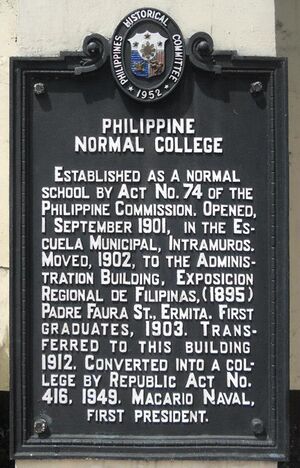 PHILIPPINES HISTORICAL COMMITTEE
1952
PHILIPPINE
NORMAL COLLEGE
ESTABLISHED AS A NORMAL
SCHOOL BY ACT NO. 74 OF THE
PHILIPPINE COMMISSION. OPENED,
1 SEPTEMBER 1901, IN THE ES-
CUELA MUNICIPAL, INTRAMUROS.
MOVED, 1902, TO THE ADMINIS-
TRATION BUILDING, EXPOSICION
REGIONAL DE FILIPINAS, (1895)
PADRE FAURA ST., ERMITA. FIRST
GRADUATES, 1903. TRANS-
FERRED TO THIS BUILDING
1912. CONVERTED INTO A COL-
LEGE BY REPUBLIC ACT NO.
416, 1949. MACARIO NAVAL,
FIRST PRESIDENT.